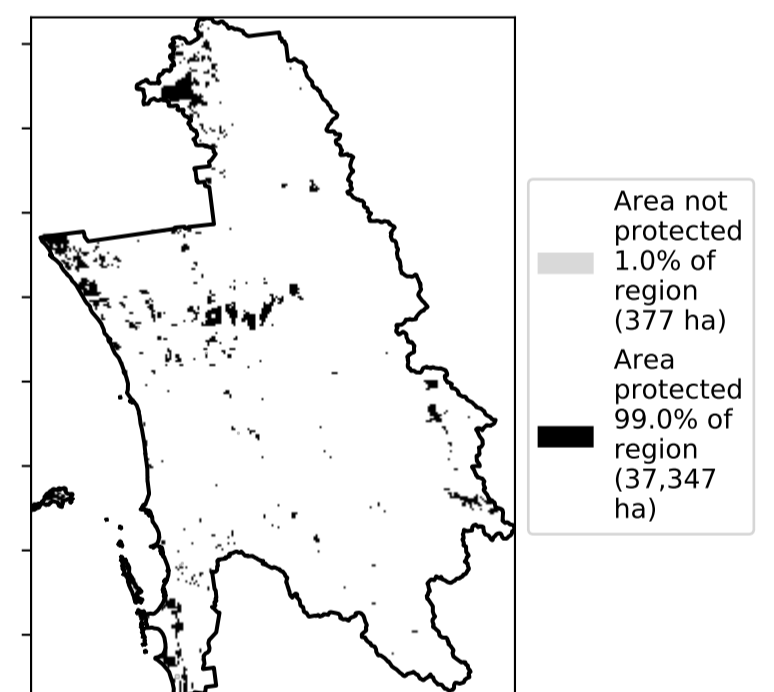 Area not
protected
1.0% of
region
(377 ha)
Area
protected
99.0% of
region
(37,347
ha)